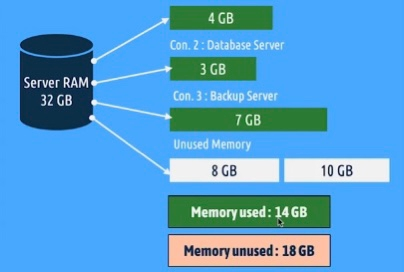 4 GB
Con. 2 : Database Server
Server RAM
32 GB
3 GB
Con. 3 : Backup Server
7 GB
Unused Memory
8 GB 10 GB
Memory used : 14 GB
Memory unused : 18 GB